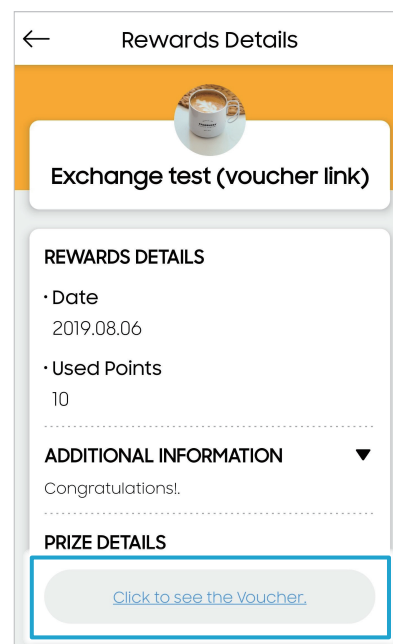 Rewards Details
Exchange test (voucher link)
REWARDS DETAILS
· Date
2019.08.06
· Used Points
10
ADDITIONAL INFORMATION
Congratulations!.
PRIZE DETAILS
Click to see the Voucher.